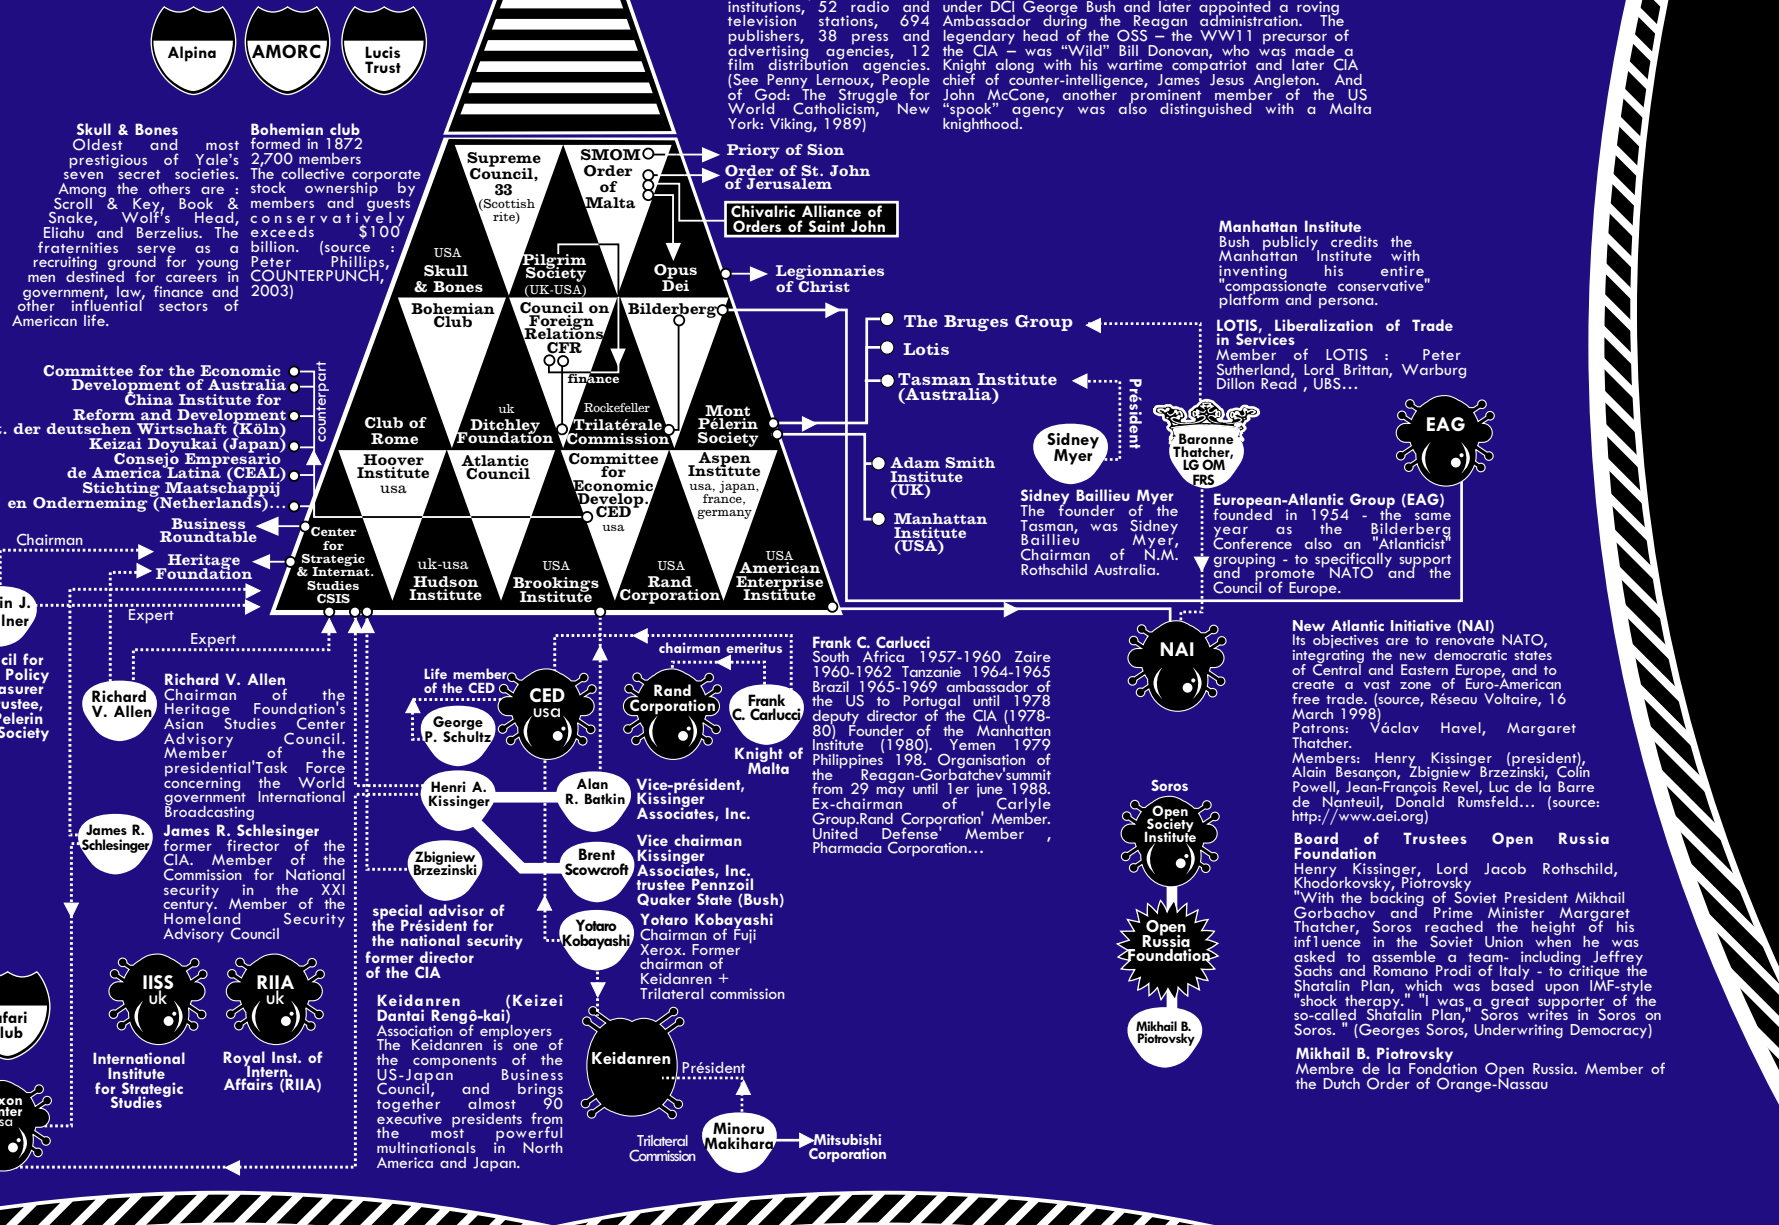 institutions, 52 radio and
television stations, 694
publishers, 38 press and
advertising agencies, 12
film distribution agencies.
(See Penny Lernoux, People
of God: The Struggle for
World Catholicism, New
York: Viking, 1989)
under DCI George Bush and later appointed a roving
Ambassador during the Reagan administration. The
legendary head of the OSS – the WW11 precursor of
the CIA – was “Wild” Bill Donovan, who was made a
Knight along with his wartime compatriot and later CIA
chief of counter-intelligence, James Jesus Angleton. And
John McCone, another prominent member of the US
“spook” agency was also distinguished with a Malta
knighthood.
Alpina
AMORC
Lucis
Trust
Skull & Bones
Oldest and most
prestigious of Yale's
seven secret societies.
Among the others are :
Scroll & Key, Book &
Snake, Wolf's Head,
Eliahu and Berzelius. The
fraternities serve as a
recruiting ground for young
men destined for careers in
government, law, finance and
other influential sectors of
American life.
Bohemian club
formed in 1872
2,700 members
The collective corporate
stock ownership by
members and guests
conservatively
exceeds $100
billion. (source :
Peter Phillips,
COUNTERPUNCH,
2003)
Supreme
Council,
33
(Scottish
rite)
SMOM
Order
of
Malta
Priory of Sion
Order of St. John
of Jerusalem
Chivalric Alliance of
Orders of Saint John
USA
Skull
& Bones
Pilgrim
Society
(UK-USA)
Opus
Dei
Legionnaries
of Christ
Bohemian
Club
Council on
Foreign
Relations
CFR
finance
Bilderberg
Club of
Rome
uk
Ditchley
Foundation
Rockefeller
Trilatérale
Commission
Mont
Pélerin
Society
Hoover
Institute
usa
Atlantic
Council
Committee
for
Economic
Develop.
CED
usa
Aspen
Institute
usa, japan,
france,
germany
Center
for
Strategic
& Internat.
Studies
CSIS
uk-usa
Hudson
Institute
USA
Brookings
Institute
USA
Rand
Corporation
USA
American
Enterprise
Institute
Committee for the Economic
Development of Australia
China Institute for
Reform and Development
. der deutschen Wirtschaft (Köln)
Keizai Doyukai (Japan)
Consejo Empresario
de America Latina (CEAL)
Stichting Maatschappij
en Onderneming (Netherlands)...
counterpart
Business
Roundtable
Heritage
Foundation
Chairman
Expert
Expert
The Bruges Group
Lotis
Tasman Institute
(Australia)
Adam Smith
Institute
(UK)
Manhattan
Institute
(USA)
Président
Manhattan Institute
Bush publicly credits the
Manhattan Institute with
inventing his entire
"compassionate conservative"
platform and persona.
LOTIS, Liberalization of Trade
in Services
Member of LOTIS : Peter
Sutherland, Lord Brittan, Warburg
Dillon Read , UBS...
Sidney
Myer
Baronne
Thatcher,
LG OM
FRS
EAG
Sidney Baillieu Myer
The founder of the
Tasman, was Sidney
Baillieu Myer,
Chairman of N.M.
Rothschild Australia.
European-Atlantic Group (EAG)
founded in 1954 - the same
year as the Bilderberg
Conference also an "Atlanticist"
grouping - to specifically support
and promote NATO and the
Council of Europe.
in J.
lner
cil for
Policy
asurer
ustee,
Pelerin
Society
Richard
V. Allen
Richard V. Allen
Chairman of the
Heritage Foundation's
Asian Studies Center
Advisory Council.
Member of the
presidential'Task Force
concerning the World
government International
Broadcasting
James R.
Schlesinger
James R. Schlesinger
former firector of the
CIA. Member of the
Commission for National
security in the XXI
century. Member of the
Homeland Security
Advisory Council
Life member
of the CED
George
P. Schultz
CED
usa
chairman emeritus
Rand
Corporation
Frank
C. Carlucci
Knight of
Malta
Henri A.
Kissinger
Alan
R. Batkin
Vice-président,
Kissinger
Associates, Inc.
Zbigniew
Brzezinski
special advisor of
the Président for
the national security
former director
of the CIA
Brent
Scowcroft
Vice chairman
Kissinger
Associates, Inc.
trustee Pennzoil
Quaker State (Bush)
Yotaro
Kobayashi
Yotaro Kobayashi
Chairman of Fuji
Xerox. Former
chairman of
Keidanren +
Trilateral commission
Frank C. Carlucci
South Africa 1957-1960 Zaire
1960-1962 Tanzanie 1964-1965
Brazil 1965-1969 ambassador of
the US to Portugal until 1978
deputy director of the CIA (1978-
80) Founder of the Manhattan
Institute (1980). Yemen 1979
Philippines 198. Organisation of
the Reagan-Gorbatchev'summit
from 29 may until 1er june 1988.
Ex-chairman of Carlyle
Group.Rand Corporation' Member.
United Defense' Member ,
Pharmacia Corporation...
NAI
New Atlantic Initiative (NAI)
Its objectives are to renovate NATO,
integrating the new democratic states
of Central and Eastern Europe, and to
create a vast zone of Euro-American
free trade. (source, Réseau Voltaire, 16
March 1998)
Patrons: Václav Havel, Margaret
Thatcher.
Members: Henry Kissinger (president),
Alain Besançon, Zbigniew Brzezinski, Colin
Powell, Jean-François Revel, Luc de la Barre
de Nanteuil, Donald Rumsfeld... (source:
http://www.aei.org)
Soros
Open
Society
Institute
Open
Russia
Foundation
Mikhail B.
Piotrovsky
Board of Trustees Open Russia
Foundation
Henry Kissinger, Lord Jacob Rothschild,
Khodorkovsky, Piotrovsky
"With the backing of Soviet President Mikhail
Gorbachov and Prime Minister Margaret
Thatcher, Soros reached the height of his
inf1uence in the Soviet Union when he was
asked to assemble a team- including Jeffrey
Sachs and Romano Prodi of Italy - to critique the
Shatalin Plan, which was based upon IMF-style
"shock therapy." "I was a great supporter of the
so-called Shatalin Plan," Soros writes in Soros on
Soros. " (Georges Soros, Underwriting Democracy)
Mikhail B. Piotrovsky
Membre de la Fondation Open Russia. Member of
the Dutch Order of Orange-Nassau
IISS
uk
RIIA
uk
International
Institute
for Strategic
Studies
Royal Inst. of
Intern.
Affairs (RIIA)
afari
lub
xon
nter
sa
Keidanren (Keizei
Dantai Rengô-kai)
Association of employers
The Keidanren is one of
the components of the
US-Japan Business
Council, and brings
together almost 90
executive presidents from
the most powerful
multinationals in North
America and Japan.
Keidanren
Président
Trilateral
Commission
Minoru
Makihara
Mitsubishi
Corporation